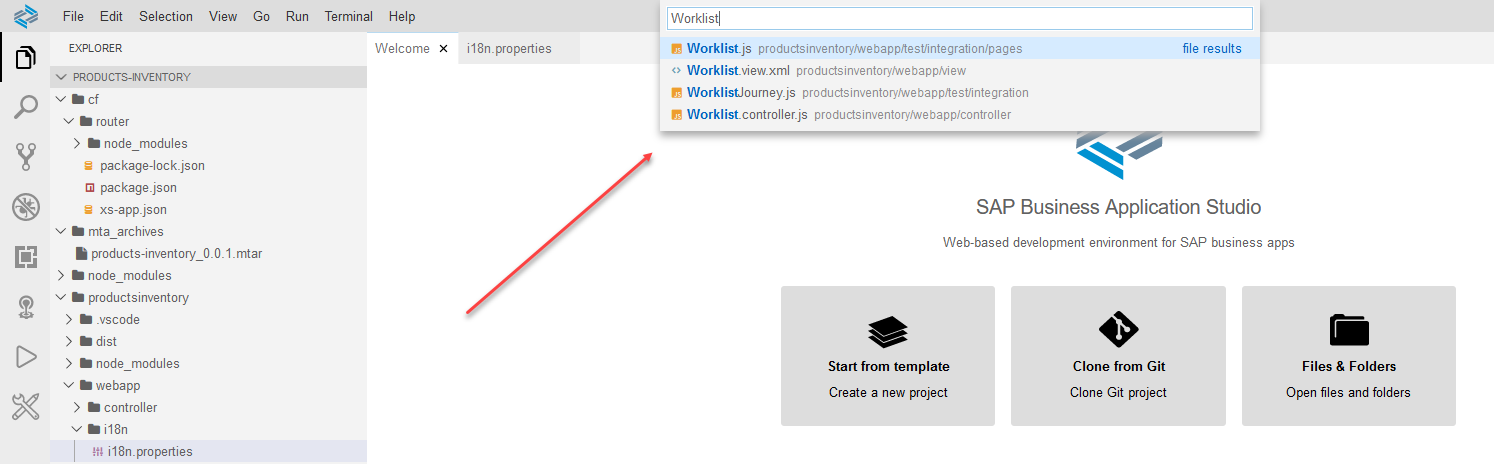 File Edit Selection View Go Run Terminal Help
Worklist
Worklist.js productsinventory/webapp/test/integration/pages file results
Worklist.view.xml productsinventory/webapp/view
WorklistJourney.js productsinventory/webapp/test/integration
Worklist.controller.js productsinventory/webapp/controller
EXPLORER
PRODUCTS-INVENTORY
cf
router
node_modules
package-lock.json
package.json
xs-app.json
mta_archives
products-inventory_0.0.1.mtar
node_modules
productsinventory
.vscode
dist
node_modules
webapp
controller
i18n
i18n.properties
Welcome i18n.properties
SAP Business Application Studio
Web-based development environment for SAP business apps
Start from template
Create a new project
Clone from Git
Clone Git project
Files & Folders
Open files and folders